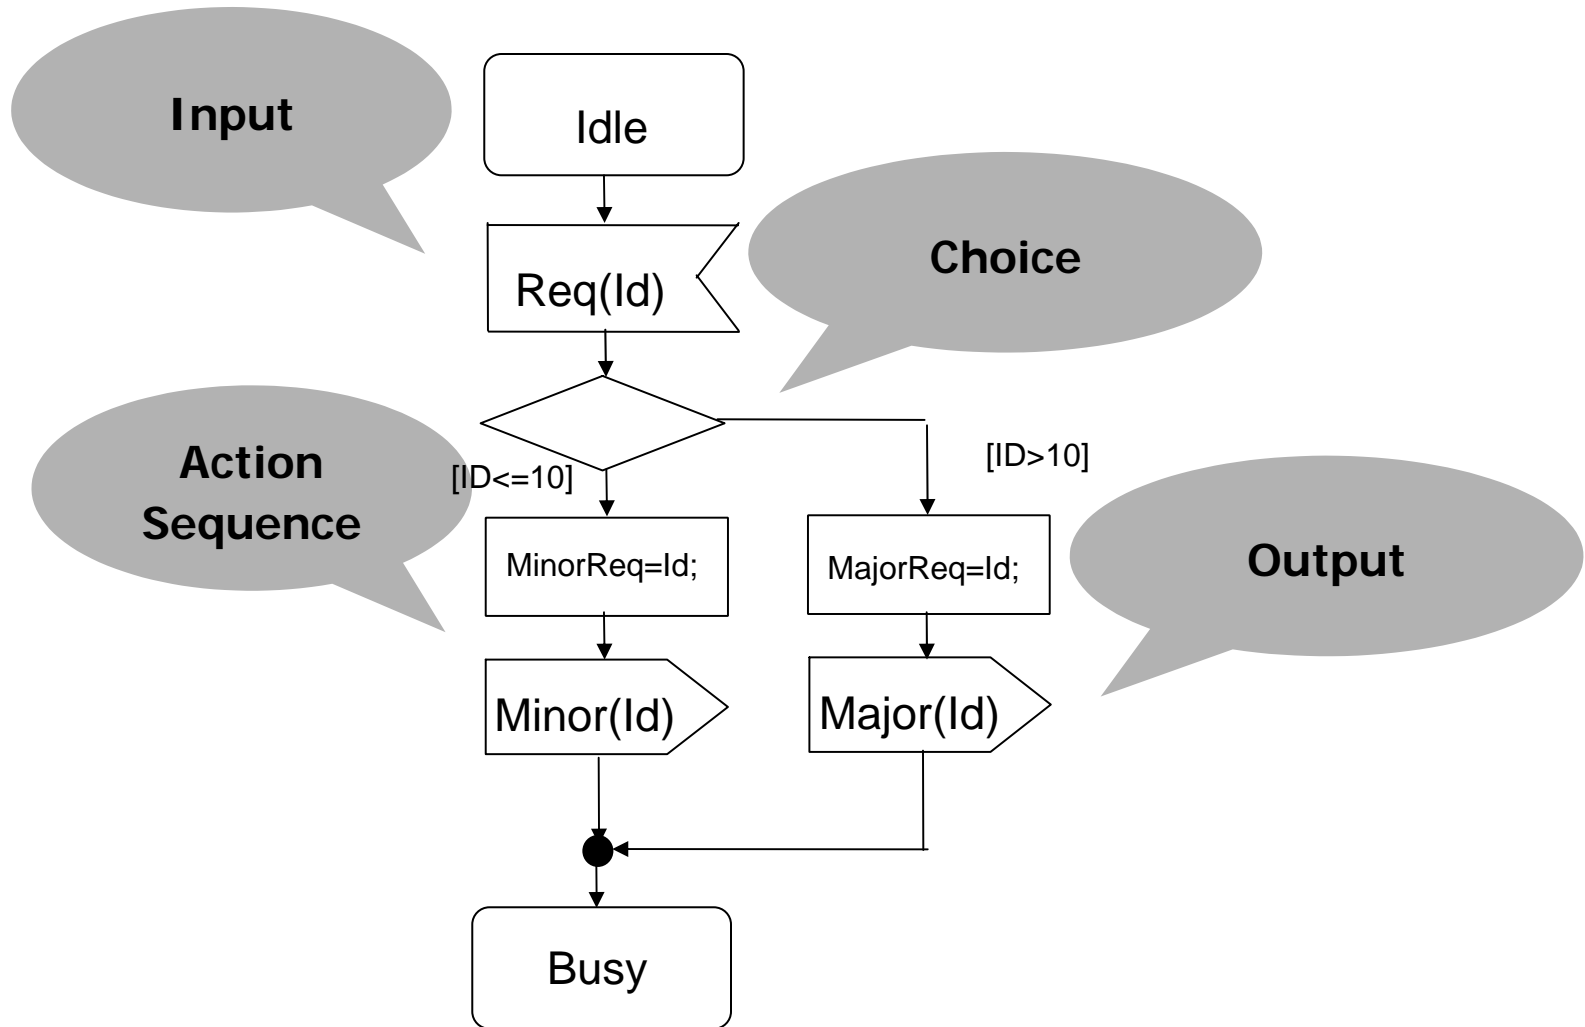 Input
Idle
Choice
Req(Id)
Action
Sequence
[ID<=10]
[ID>10]
Output
MinorReq=Id;
MajorReq=Id;
Minor(Id)
Major(Id)
Busy